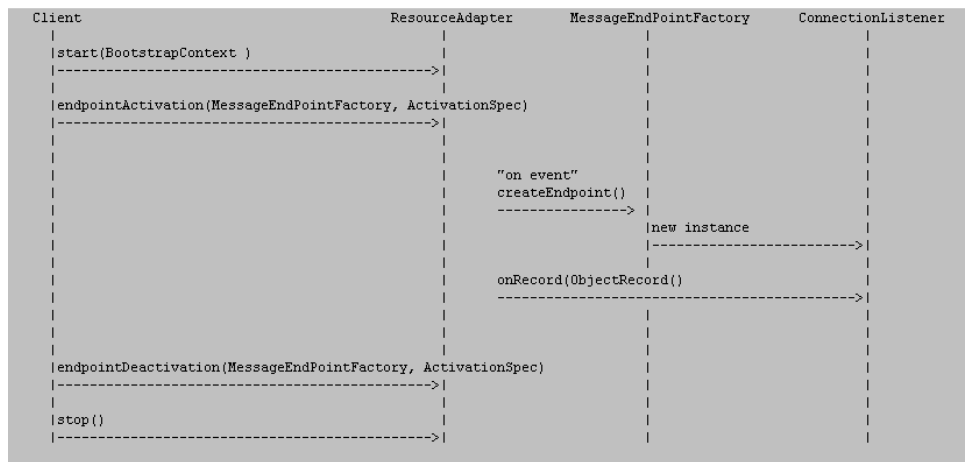 Client ResourceAdapter MessageEndPointFactory ConnectionListener
start(BootstrapContext )
endpointActivation(MessageEndPointFactory, ActivationSpec)
"on event"
createEndpoint()
new instance
onRecord(ObjectRecord()
endpointDeactivation(MessageEndPointFactory, ActivationSpec)
stop()